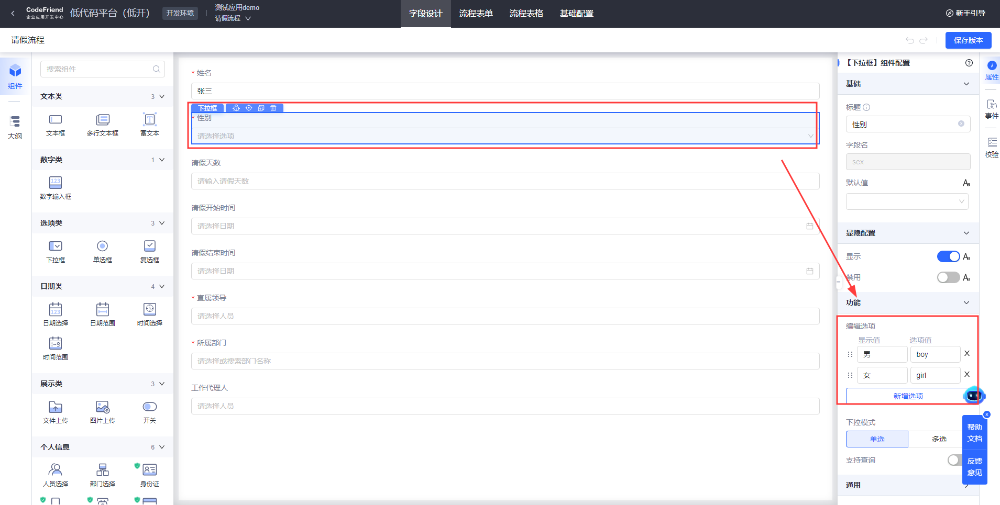 CodeFriend
企业应用开发中心
低代码平台（低开）
开发环境
测试应用demo
请假流程
字段设计
流程表单
流程表格
基础配置
新手引导
请假流程
保存版本
组件
大纲
搜索组件
文本类 3
文本框
多行文本框
富文本
数字类 1
123
数字输入框
选项类 3
下拉框
单选框
复选框
日期类 4
123
日期选择
日期范围
时间选择
1-9
时间范围
展示类 3
文件上传
图片上传
开关
个人信息 6
人员选择
部门选择
身份证
* 姓名
张三
下拉框
* 性别
请选择选项
请假天数
请输入请假天数
请假开始时间
请选择日期
请假结束时间
请选择日期
* 直属领导
请选择人员
* 所属部门
请选择或搜索部门名称
工作代理人
请选择人员
【下拉框】组件配置
基础
标题
性别
字段名
sex
默认值
显隐配置
显示
禁用
功能
编辑选项
显示值 选项值
男 boy X
女 girl X
新增选项
下拉模式
单选 多选
支持查询
通用
属性
事件
校验
帮助
文档
反馈
意见